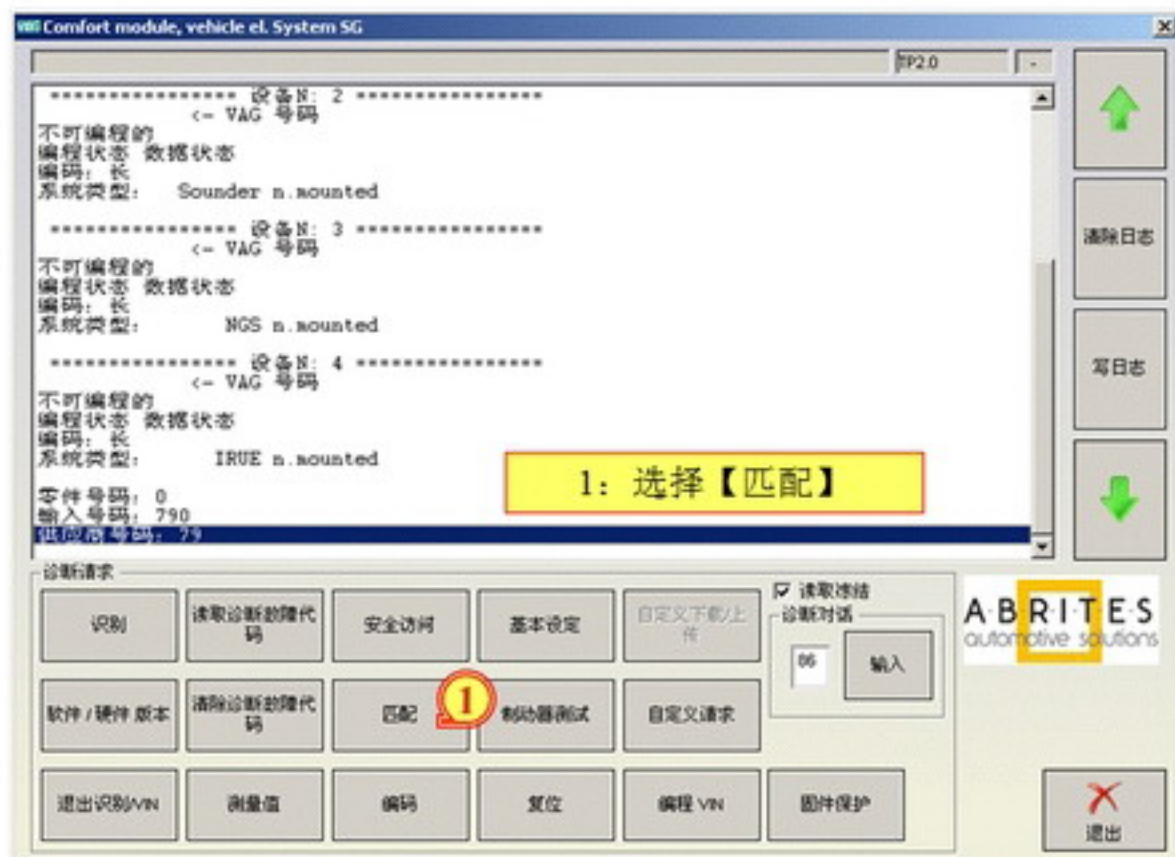 VAG Comfort module, vehicle el. System SG
TP2.0
-
**************** 设备N: 2 ****************
<- VAG 号码
不可编程的
编程状态 数据状态
编码: 长
系统类型: Sounder n.mounted
**************** 设备N: 3 ****************
<- VAG 号码
不可编程的
编程状态 数据状态
编码: 长
系统类型: NGS n.mounted
**************** 设备N: 4 ****************
<- VAG 号码
不可编程的
编程状态 数据状态
编码: 长
系统类型: IRUE n.mounted
零件号码: 0
输入号码: 790
供应商号码: 79
1: 选择【匹配】
清除日志
写日志
诊断请求
识别
读取诊断故障代码
安全访问
基本设定
自定义下载/上传
读取冻结
诊断对话
86
输入
ABRITES
automotive solutions
软件 / 硬件 版本
清除诊断故障代码
匹配
1
制动器测试
自定义请求
退出识别/VIN
测量值
编码
复位
编程 VIN
固件保护
退出